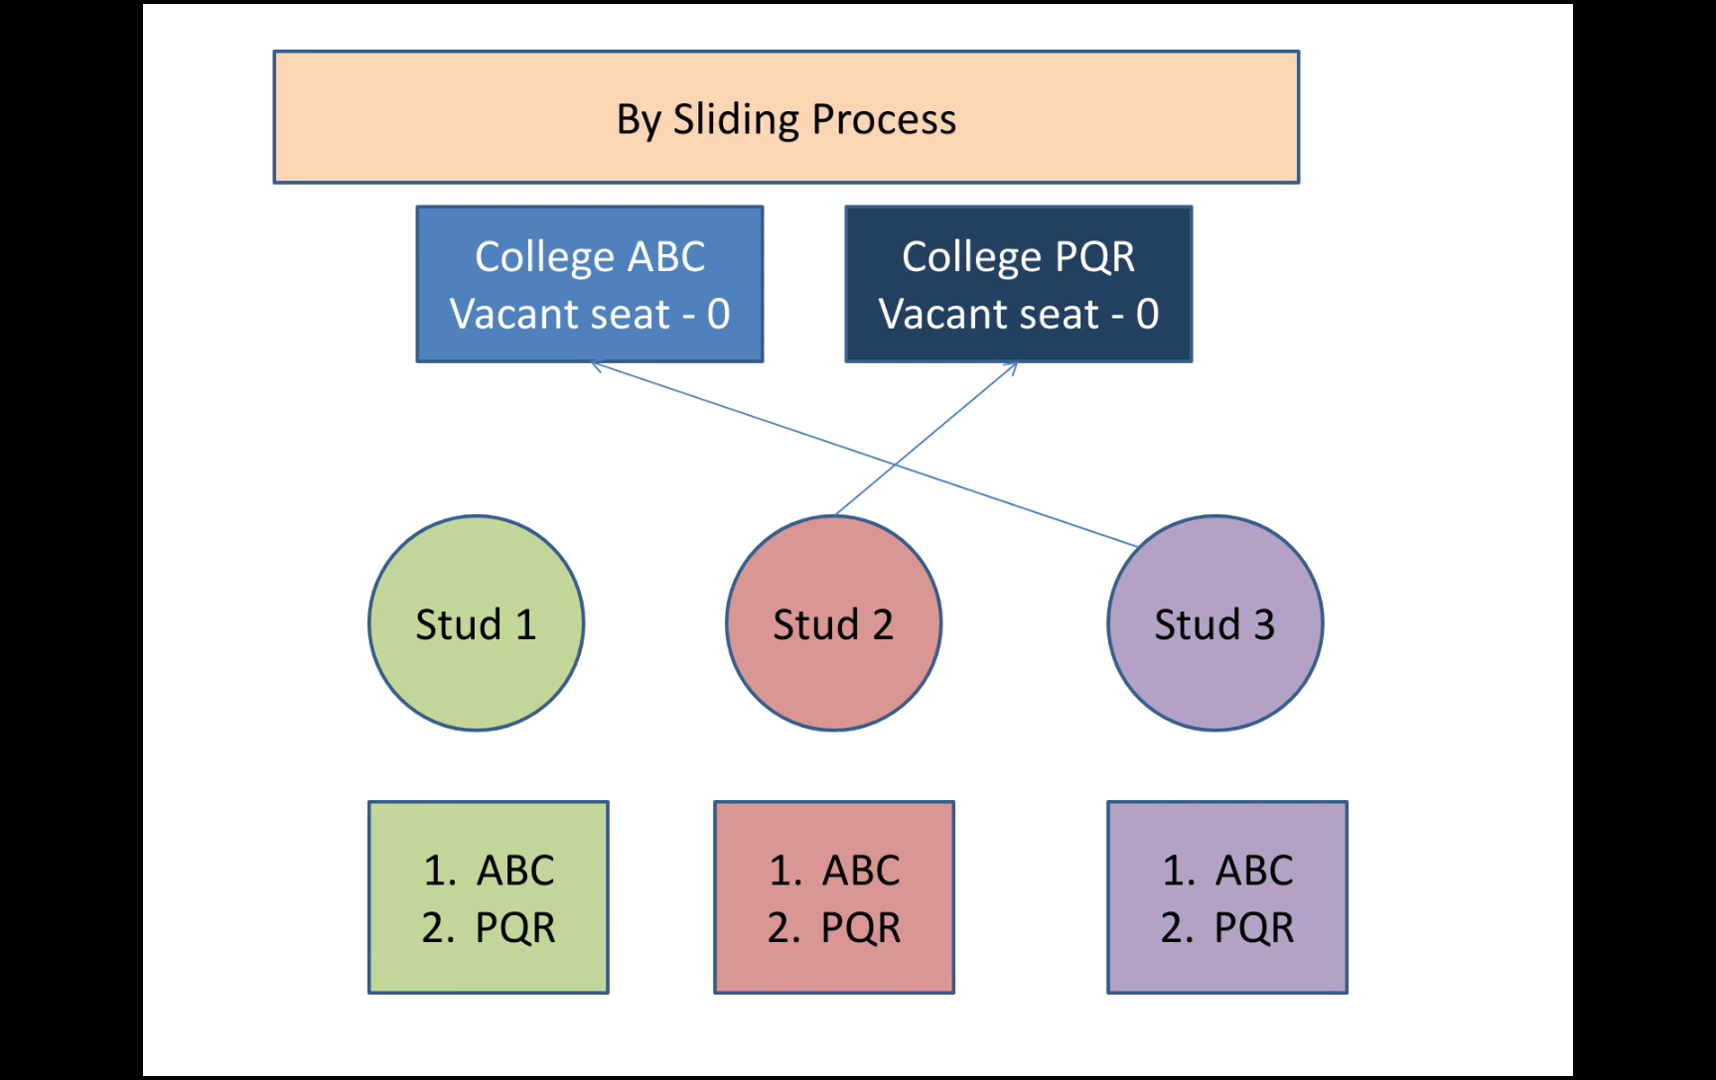 By Sliding Process
College ABC
Vacant seat - 0
College PQR
Vacant seat - 0
Stud 1
Stud 2
Stud 3
1. ABC
2. PQR
1. ABC
2. PQR
1. ABC
2. PQR